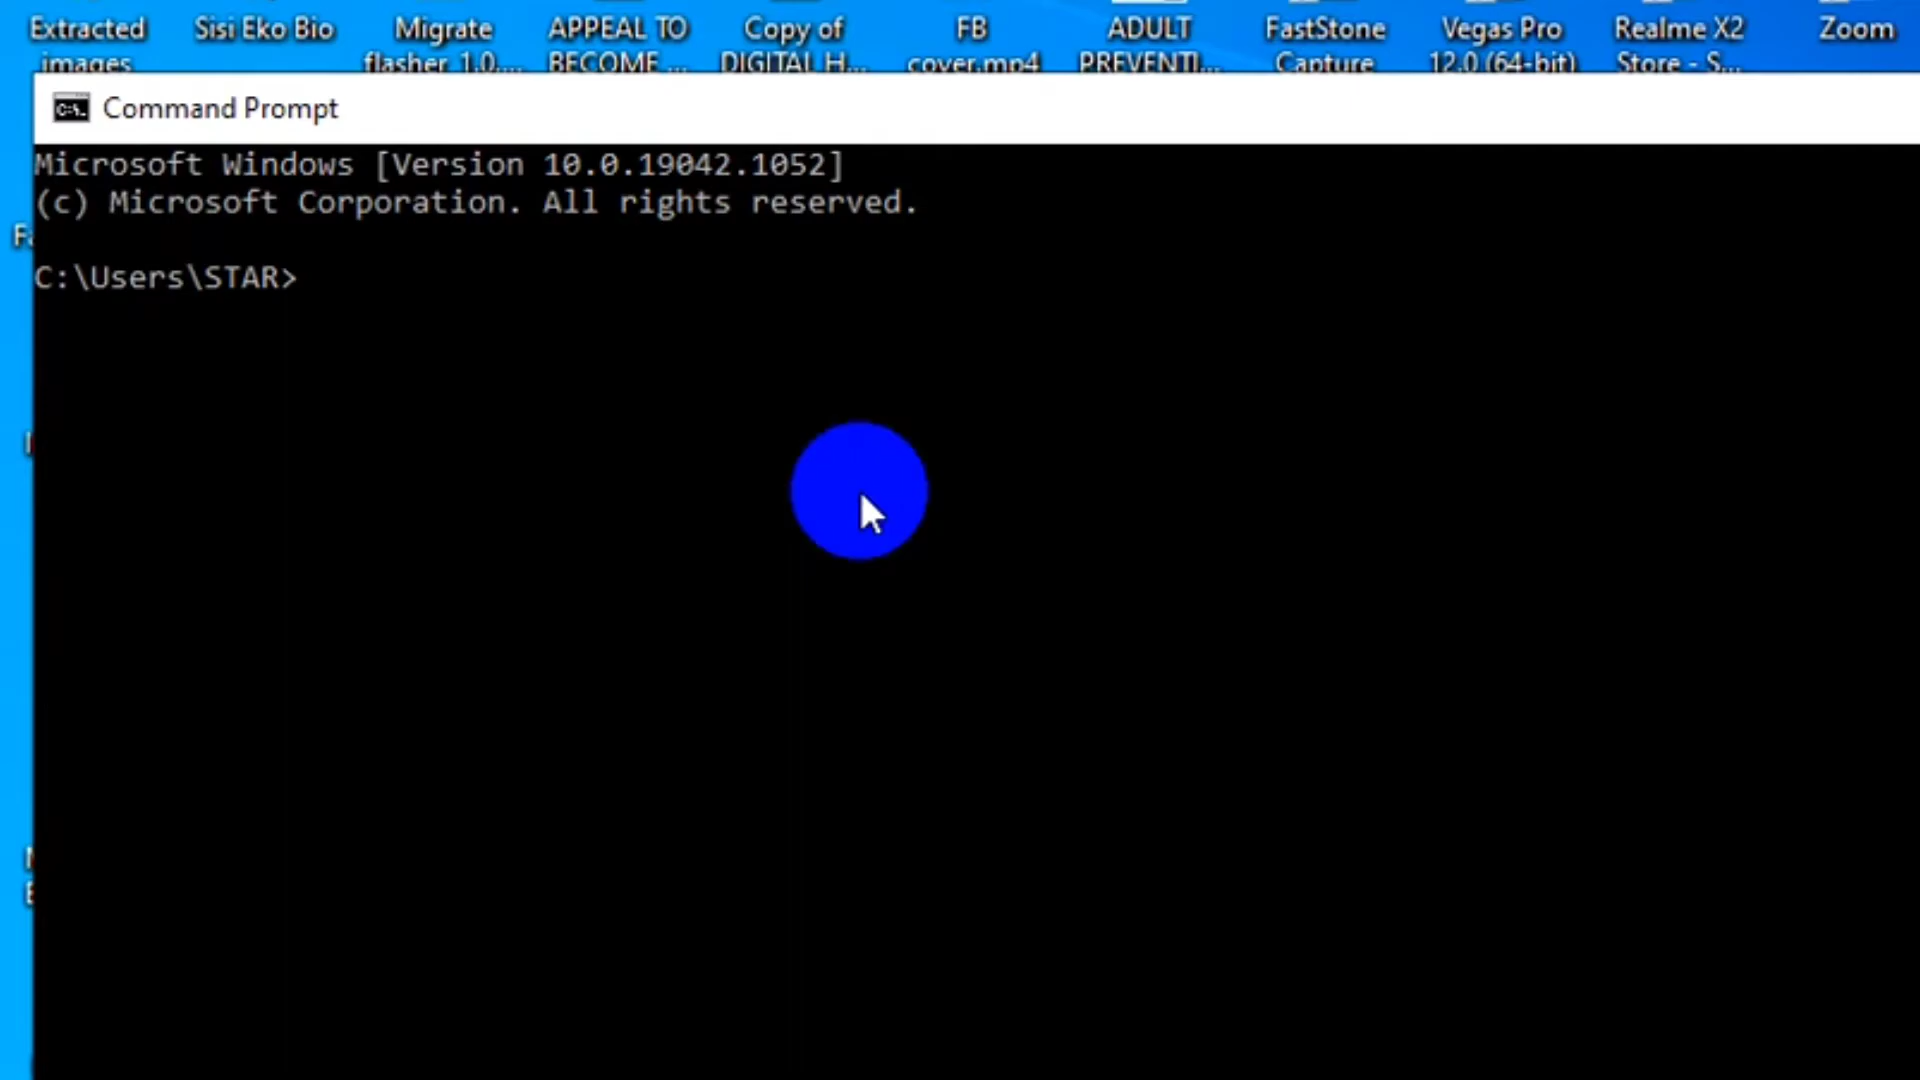 Extracted Sisi Eko Bio Migrate APPEAL TO Copy of FB ADULT FastStone Vegas Pro Realme X2 Zoom
images flasher_1.0.... BECOME ... DIGITAL H... cover.mp4 PREVENTI... Capture 12.0 (64-bit) Store - S...
C:\. Command Prompt
Microsoft Windows [Version 10.0.19042.1052]
(c) Microsoft Corporation. All rights reserved.
C:\Users\STAR>